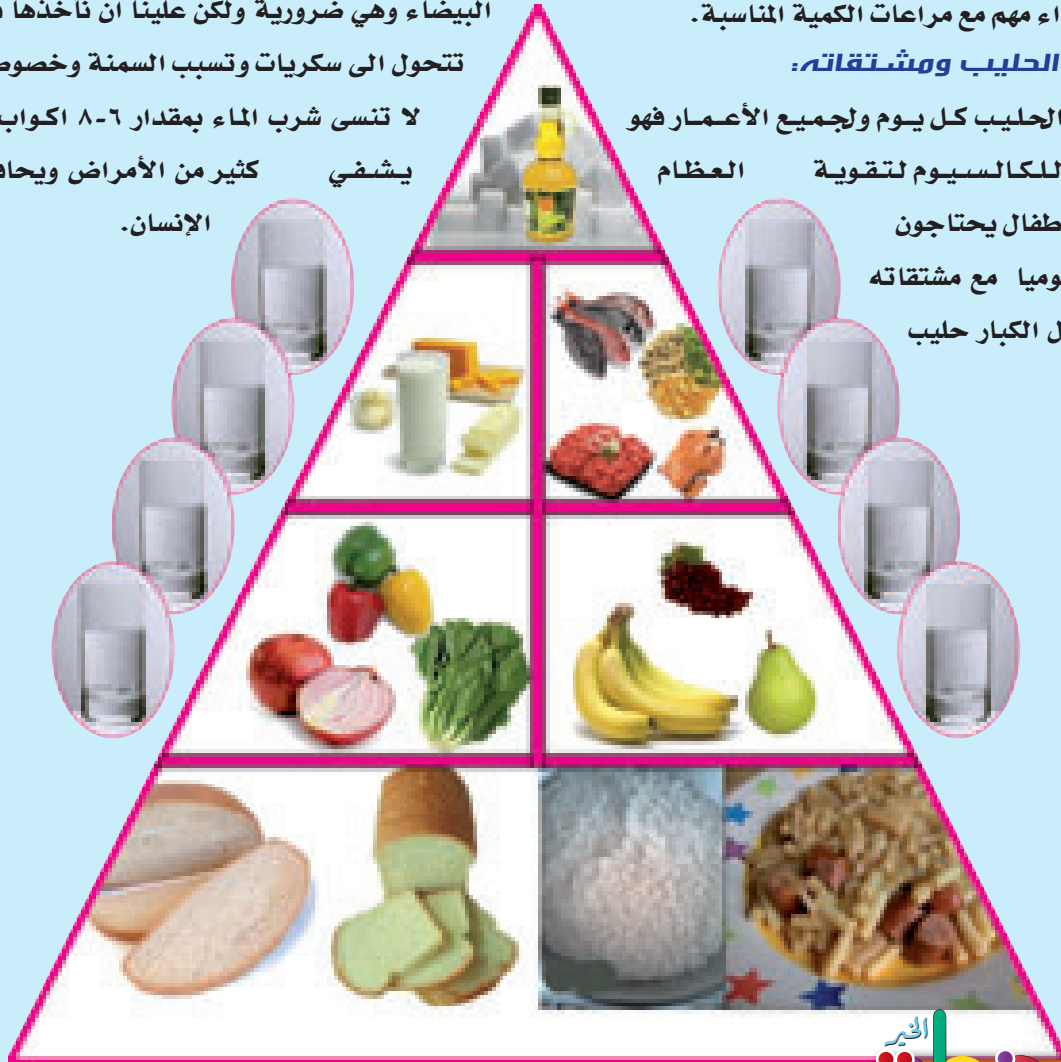 اء مهم مع مراعات الكمية المناسبة.
الحليب ومشتقاته:
الحليب كل يوم ولجميع الأعمار فهو
للكالسيوم لتقوية العظام
طفال يحتاجون
وميا مع مشتقاته
ل الكبار حليب
البيضاء وهي ضرورية ولكن علينا ان ناخذها
تتحول الى سكريات وتسبب السمنة وخصوص
لا تنسى شرب الماء بمقدار ٦-٨ اكواب
يشفي كثير من الأمراض ويحاف
الإنسان.
الخير